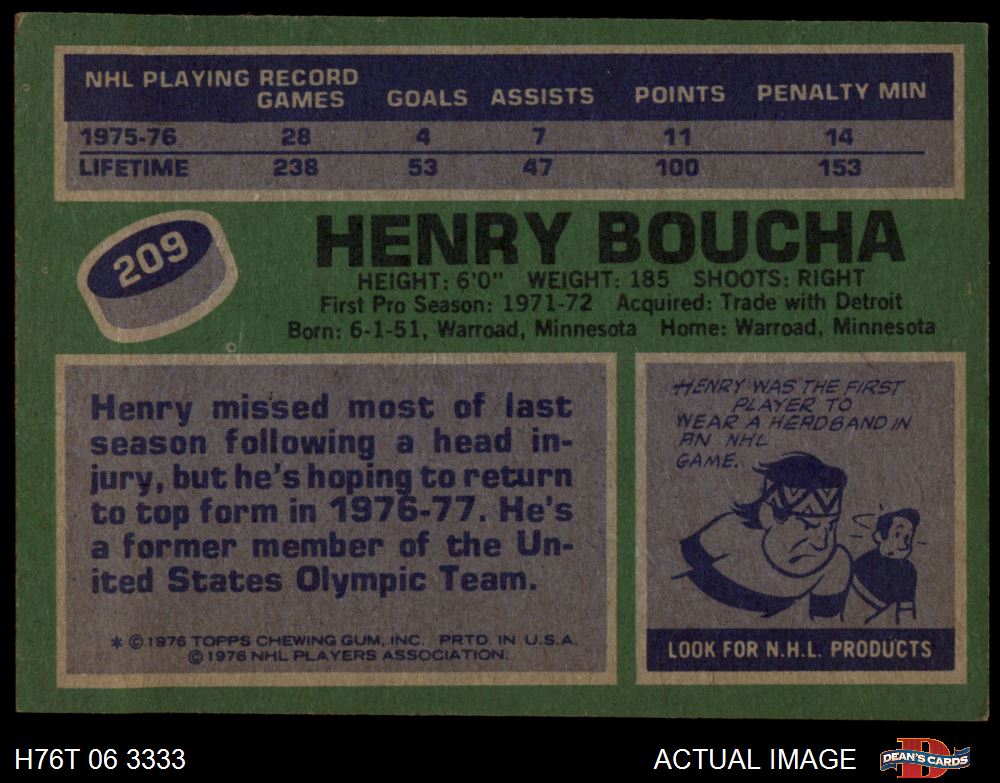 NHL PLAYING RECORD
GAMES GOALS ASSISTS POINTS PENALTY MIN
1975-76 28 4 7 11 14
LIFETIME 238 53 47 100 153
209
HENRY BOUCHA
HEIGHT: 6'0" WEIGHT: 185 SHOOTS: RIGHT
First Pro Season: 1971-72 Acquired: Trade with Detroit
Born: 6-1-51, Warroad, Minnesota Home: Warroad, Minnesota
Henry missed most of last
season following a head in-
jury, but he's hoping to return
to top form in 1976-77. He's
a former member of the Un-
ited States Olympic Team.
* © 1976 TOPPS CHEWING GUM, INC. PRTD. IN U.S.A.
© 1976 NHL PLAYERS ASSOCIATION.
HENRY WAS THE FIRST
PLAYER TO
WEAR A HEADBAND IN
AN NHL
GAME.
LOOK FOR N.H.L. PRODUCTS
H76T 06 3333
ACTUAL IMAGE
D
DEAN'S CARDS